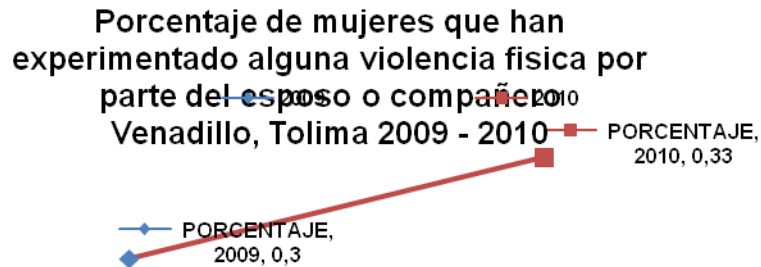 Porcentaje de mujeres que han
experimentado alguna violencia fisica por
parte del esposo o compañero
2009
2010
Venadillo, Tolima 2009 - 2010
PORCENTAJE,
2010, 0,33
PORCENTAJE,
2009, 0,3